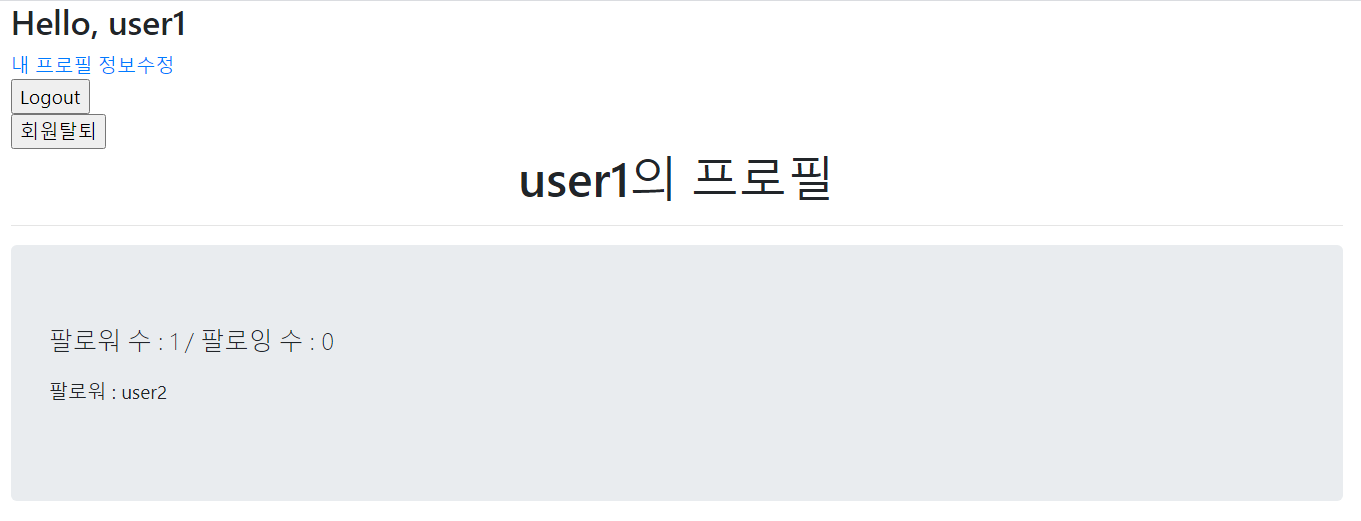 Hello, user1
내 프로필 정보수정
Logout
회원탈퇴
user1의 프로필
팔로워 수 : 1 / 팔로잉 수 : 0
팔로워 : user2